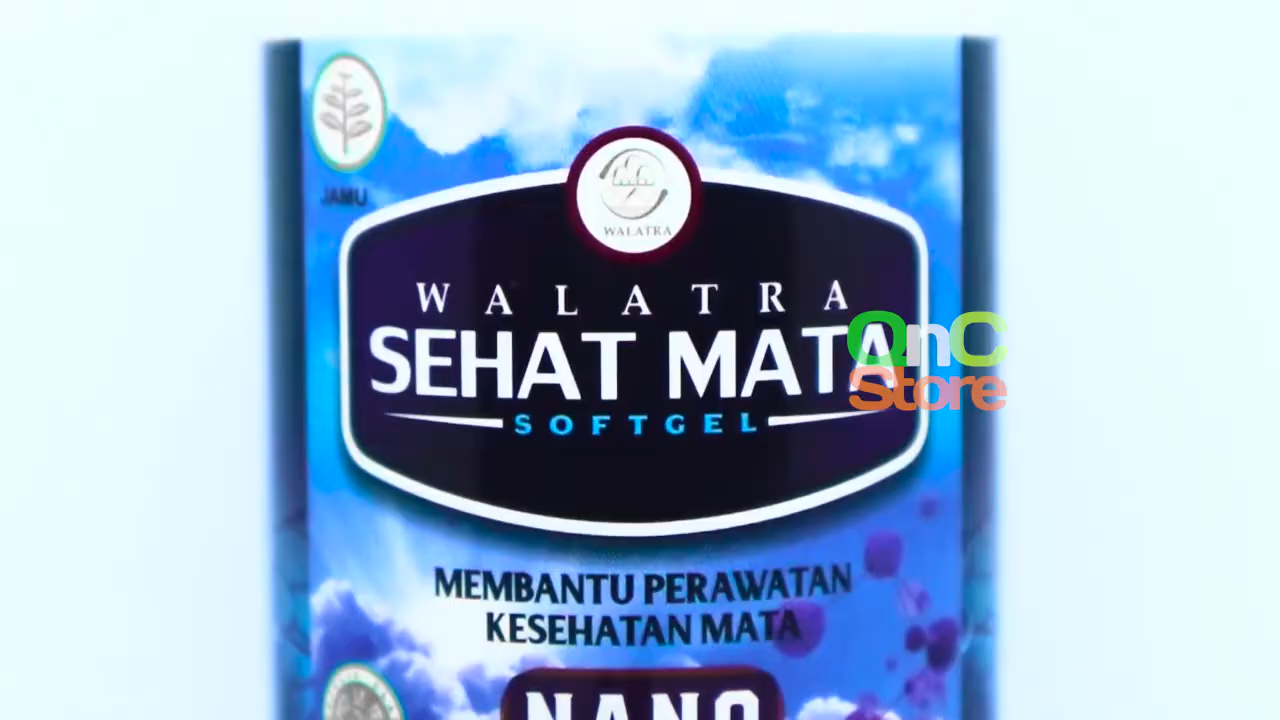 JAMU
WALATRA
WALATRA
SEHAT MATA
QnC
Store
SOFTGEL
MEMBANTU PERAWATAN
KESEHATAN MATA
NANO